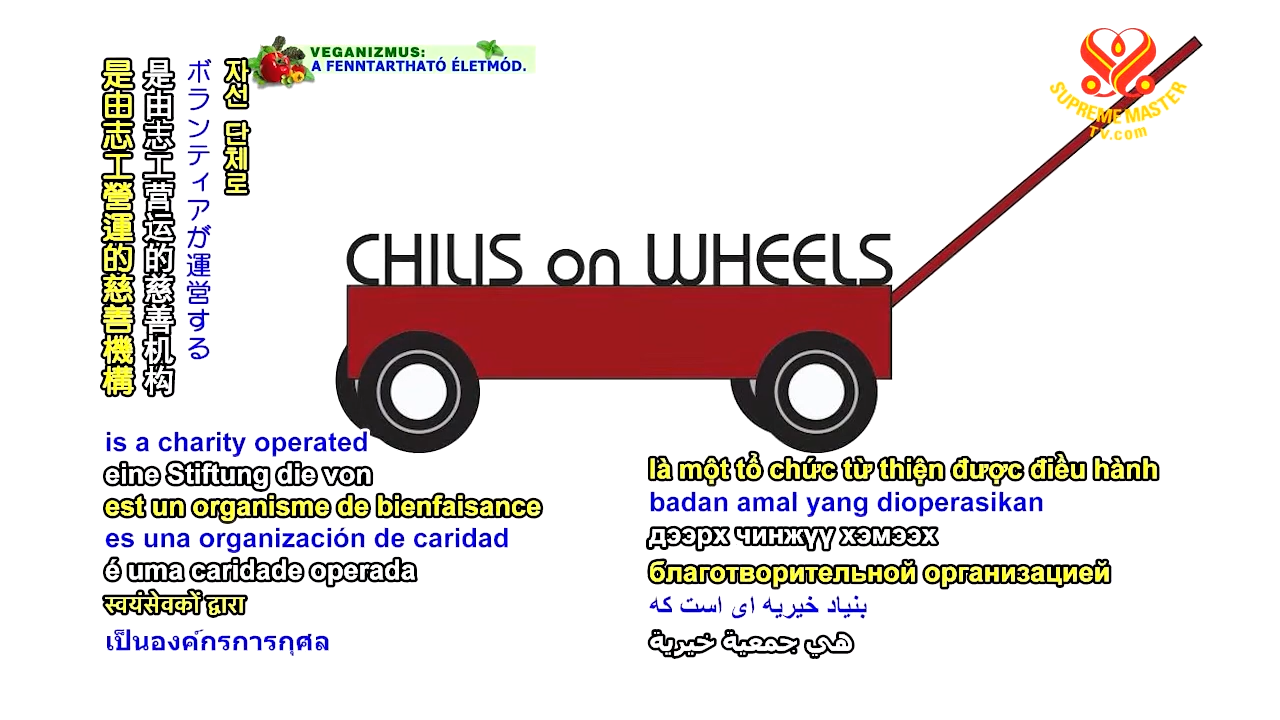 VEGANIZMUS:
A FENNTARTHATÓ ÉLETMÓD.
SUPREME MASTER
TV.com
是由志工營運的慈善機構
是由志工营运的慈善机构
ボランティアが運営する
자선 단체로
CHILIS on WHEELS
is a charity operated
eine Stiftung die von
est un organisme de bienfaisance
es una organización de caridad
é uma caridade operada
स्वयंसेवकों द्वारा
เป็นองค์กรการกุศล
là một tổ chức từ thiện được điều hành
badan amal yang dioperasikan
дээрх чинжүү хэмээх
благотворительной организацией
بنیاد خیریه ای است که
هي جمعية خيرية